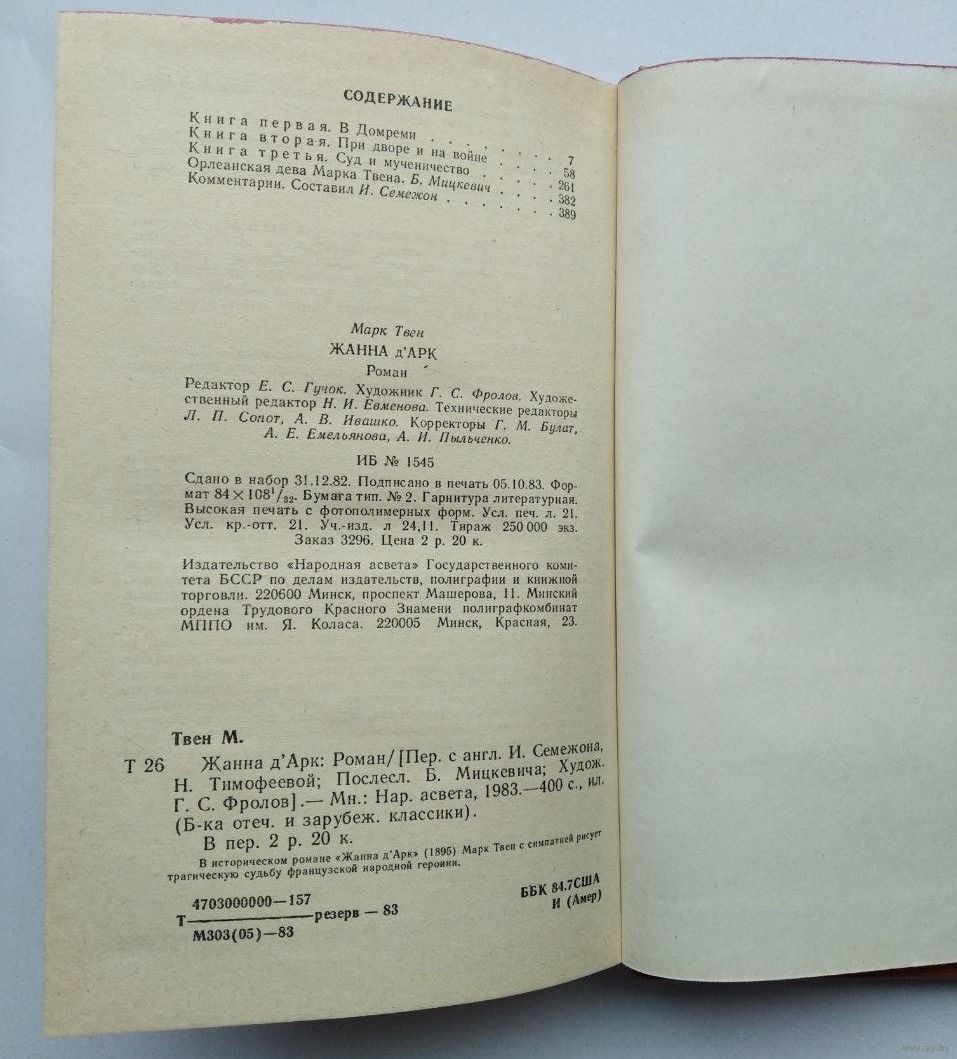 СОДЕРЖАНИЕ
Книга первая. В Домреми . . . . . . . . 7
Книга вторая. При дворе и на войне . . . . . 58
Книга третья. Суд и мученичество . . . . . 261
Орлеанская дева Марка Твена. Б. Мицкевич . . . . 382
Комментарии. Составил И. Семежон . . . . . . . 389
Марк Твен
ЖАННА д'АРК
Роман
Редактор Е. С. Гучок. Художник Г. С. Фролов. Художе-
ственный редактор Н. И. Евменова. Технические редакторы
Л. П. Сопот, А. В. Ивашко. Корректоры Г. М. Булат,
А. Е. Емельянова, А. И. Пыльченко.
ИБ № 1545
Сдано в набор 31.12.82. Подписано в печать 05.10.83. Фор-
мат 84×108¹/₃₂. Бумага тип. № 2. Гарнитура литературная.
Высокая печать с фотополимерных форм. Усл. печ. л. 21.
Усл. кр.-отт. 21. Уч.-изд. л 24,11. Тираж 250 000 экз.
Заказ 3296. Цена 2 р. 20 к.
Издательство «Народная асвета» Государственного коми-
тета БССР по делам издательств, полиграфии и книжной
торговли. 220600 Минск, проспект Машерова, 11. Минский
ордена Трудового Красного Знамени полиграфкомбинат
МППО им. Я. Коласа. 220005 Минск, Красная, 23.
Твен М.
Т 26 Жанна д'Арк: Роман/[Пер. с англ. И. Семежона,
Н. Тимофеевой; Послесл. Б. Мицкевича; Худож.
Г. С. Фролов].— Мн.: Нар. асвета, 1983.—400 с., ил.
(Б-ка отеч. и зарубеж. классики).
В пер. 2 р. 20 к.
В историческом романе «Жанна д'Арк» (1895) Марк Твен с симпатией рисует
трагическую судьбу французской народной героини.
4703000000—157
Т————резерв — 83
М303(05)—83
ББК 84.7США
И (Амер)
www.ay.by